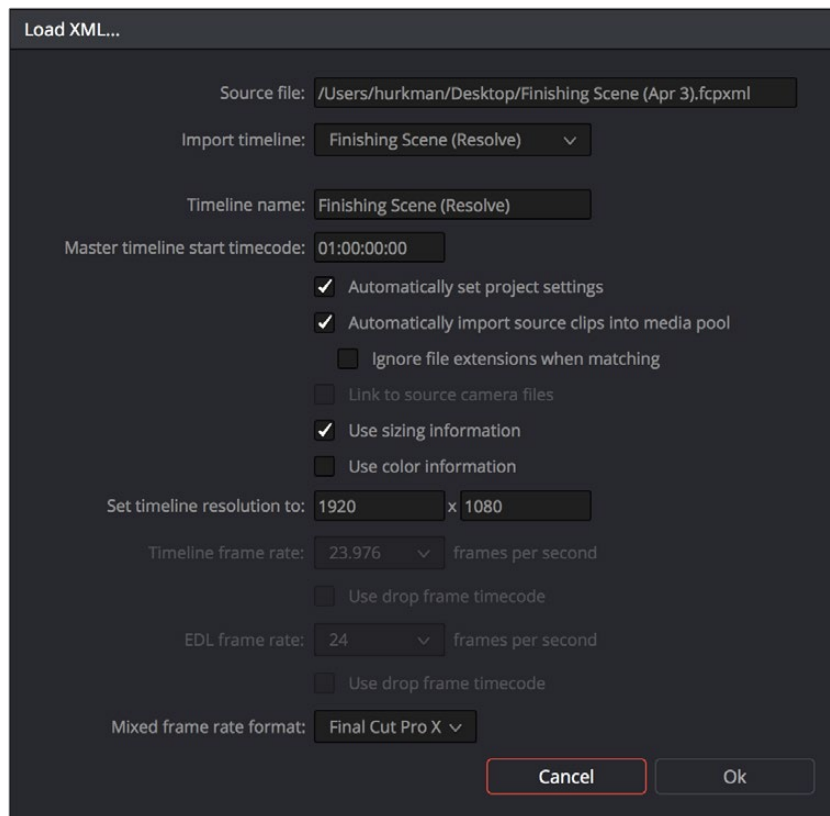 Load XML...
Source file: /Users/hurkman/Desktop/Finishing Scene (Apr 3).fcpxml
Import timeline: Finishing Scene (Resolve)
Timeline name: Finishing Scene (Resolve)
Master timeline start timecode: 01:00:00:00
Automatically set project settings
Automatically import source clips into media pool
Ignore file extensions when matching
Link to source camera files
Use sizing information
Use color information
Set timeline resolution to: 1920 x 1080
Timeline frame rate: 23.976 frames per second
Use drop frame timecode
EDL frame rate: 24 frames per second
Use drop frame timecode
Mixed frame rate format: Final Cut Pro X
Cancel Ok